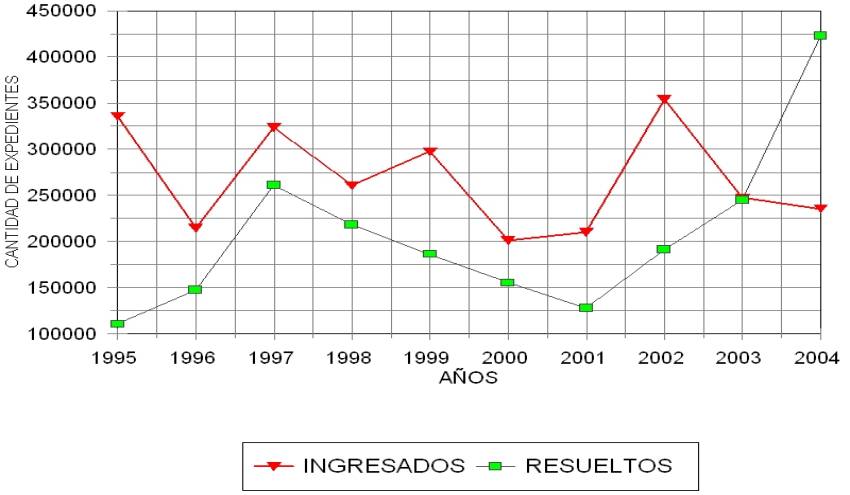 450000
400000
350000
300000
250000
200000
150000
100000
CANTIDAD DE EXPEDIENTES
1995 1996 1997 1998 1999 2000 2001 2002 2003 2004
AÑOS
INGRESADOS RESUELTOS